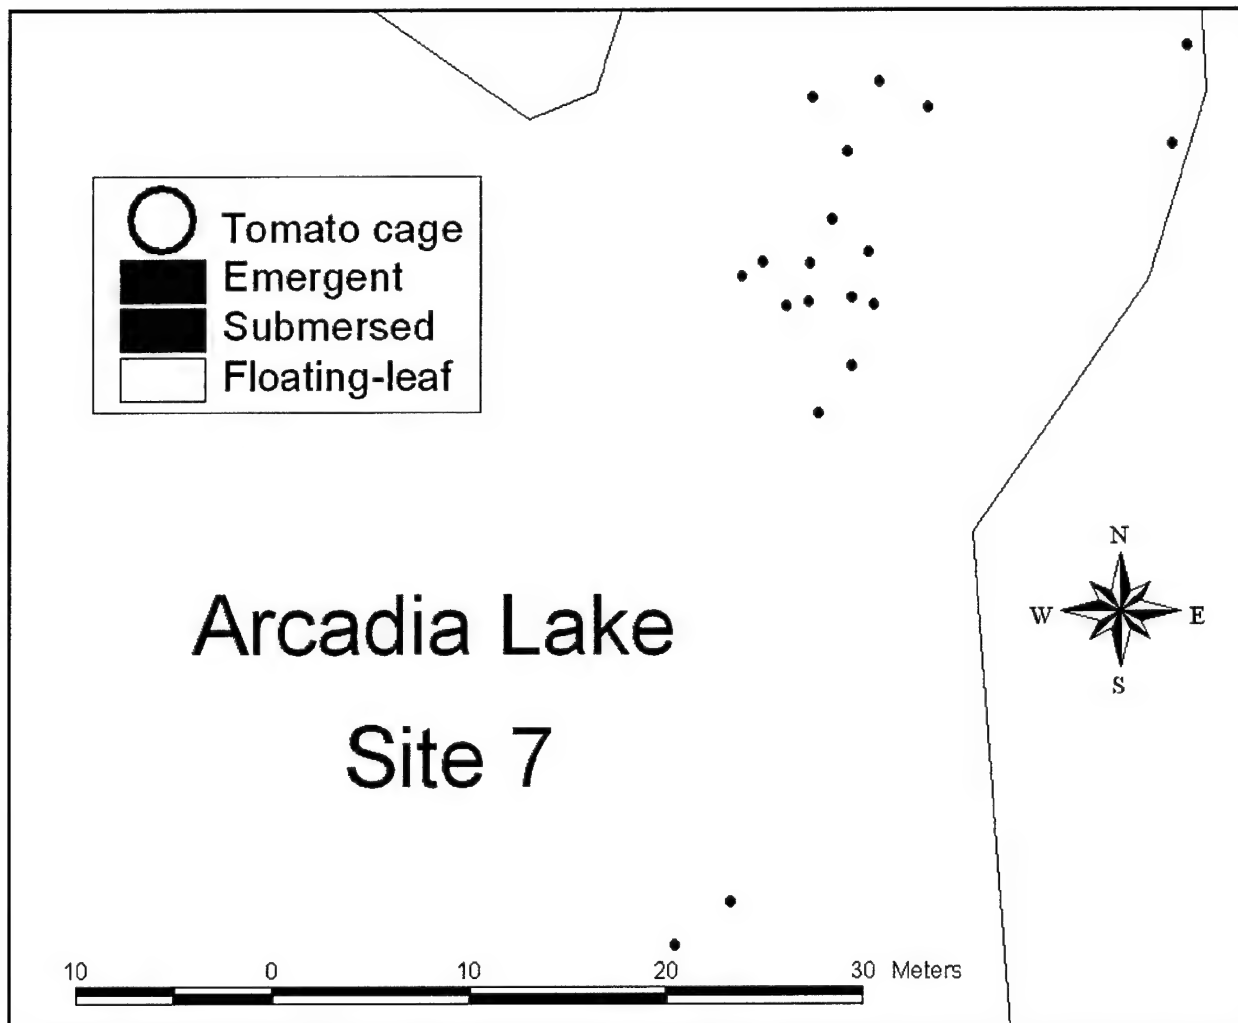 Tomato cage
Emergent
Submersed
Floating-leaf
N
W E
S
Arcadia Lake
Site 7
10 0 10 20 30 Meters